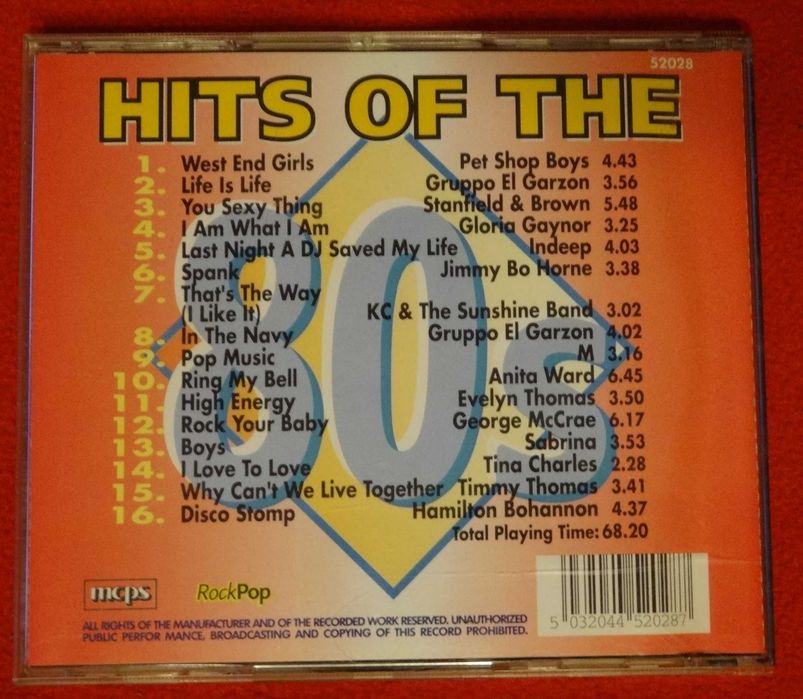 52028
HITS OF THE
80s
1. West End Girls Pet Shop Boys 4.43
2. Life Is Life Gruppo El Garzon 3.56
3. You Sexy Thing Stanfield & Brown 5.48
4. I Am What I Am Gloria Gaynor 3.25
5. Last Night A DJ Saved My Life Indeep 4.03
6. Spank Jimmy Bo Horne 3.38
7. That's The Way
(I Like It) KC & The Sunshine Band 3.02
8. In The Navy Gruppo El Garzon 4.02
9. Pop Music M 3.16
10. Ring My Bell Anita Ward 6.45
11. High Energy Evelyn Thomas 3.50
12. Rock Your Baby George McCrae 6.17
13. Boys Sabrina 3.53
14. I Love To Love Tina Charles 2.28
15. Why Can't We Live Together Timmy Thomas 3.41
16. Disco Stomp Hamilton Bohannon 4.37
Total Playing Time: 68.20
mcps RockPop
ALL RIGHTS OF THE MANUFACTURER AND OF THE RECORDED WORK RESERVED. UNAUTHORIZED
PUBLIC PERFOR MANCE, BROADCASTING AND COPYING OF THIS RECORD PROHIBITED.
5 032044 520287